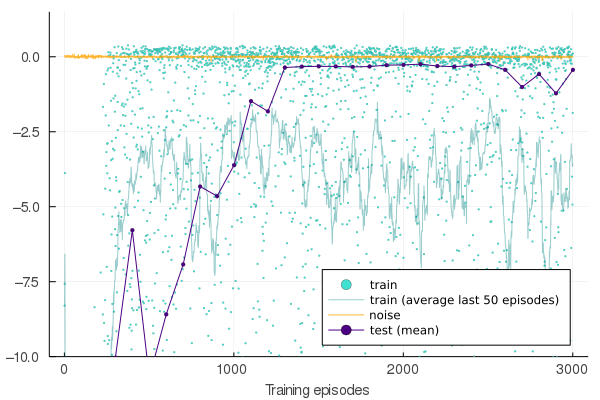 0.0
−2.5
−5.0
−7.5
−10.0
train
train (average last 50 episodes)
noise
test (mean)
0 1000 2000 3000
Training episodes